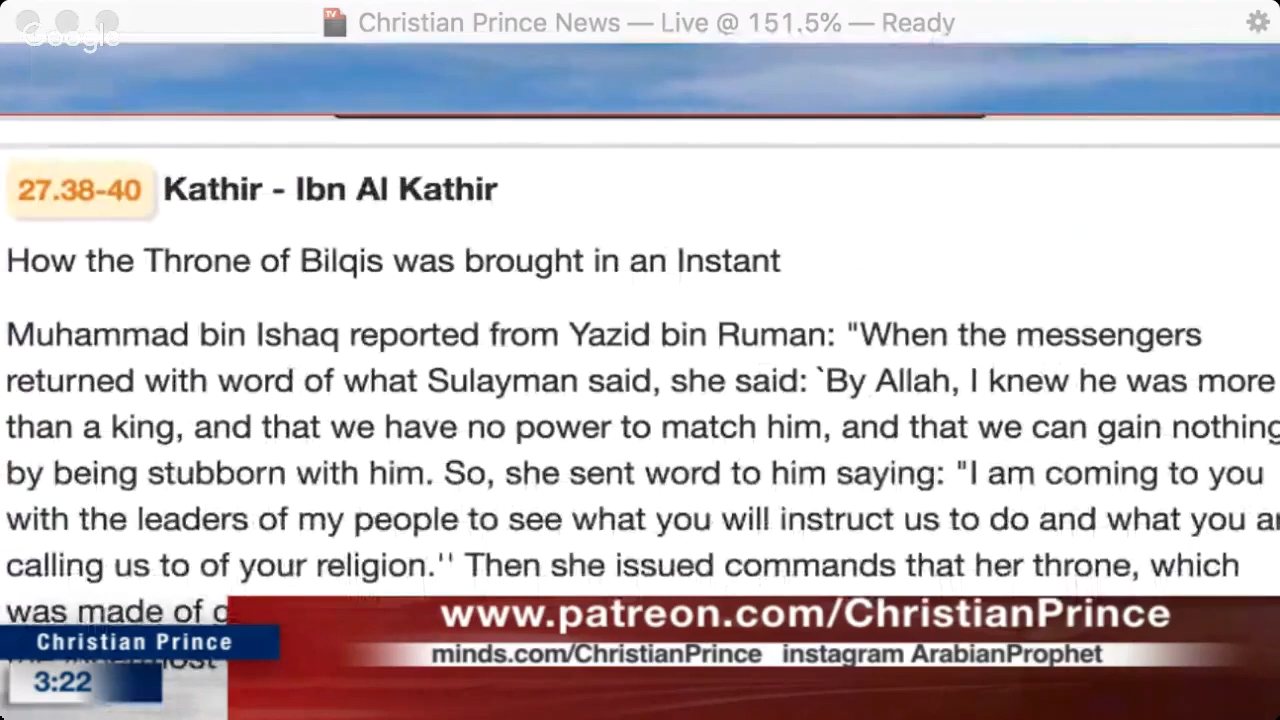 Christian Prince News — Live @ 151.5% — Ready
Google
27.38-40 Kathir - Ibn Al Kathir
How the Throne of Bilqis was brought in an Instant
Muhammad bin Ishaq reported from Yazid bin Ruman: "When the messengers
returned with word of what Sulayman said, she said: `By Allah, I knew he was more
than a king, and that we have no power to match him, and that we can gain nothing
by being stubborn with him. So, she sent word to him saying: "I am coming to you
with the leaders of my people to see what you will instruct us to do and what you
calling us to of your religion.'' Then she issued commands that her throne, which
was made of
www.patreon.com/ChristianPrince
Christian Prince
minds.com/ChristianPrince instagram ArabianProphet
3:22